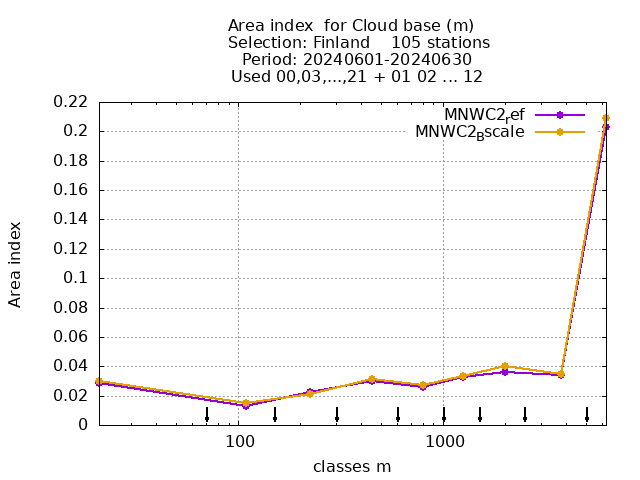 Area index  for Cloud base (m)
Selection: Finland    105 stations
Period: 20240601-20240630
Used 00,03,...,21 + 01 02 ... 12
MNWC2ref
MNWC2Bscale
0.22
0.2
0.18
0.16
0.14
0.12
0.1
0.08
0.06
0.04
0.02
0
Area index
100
1000
classes m